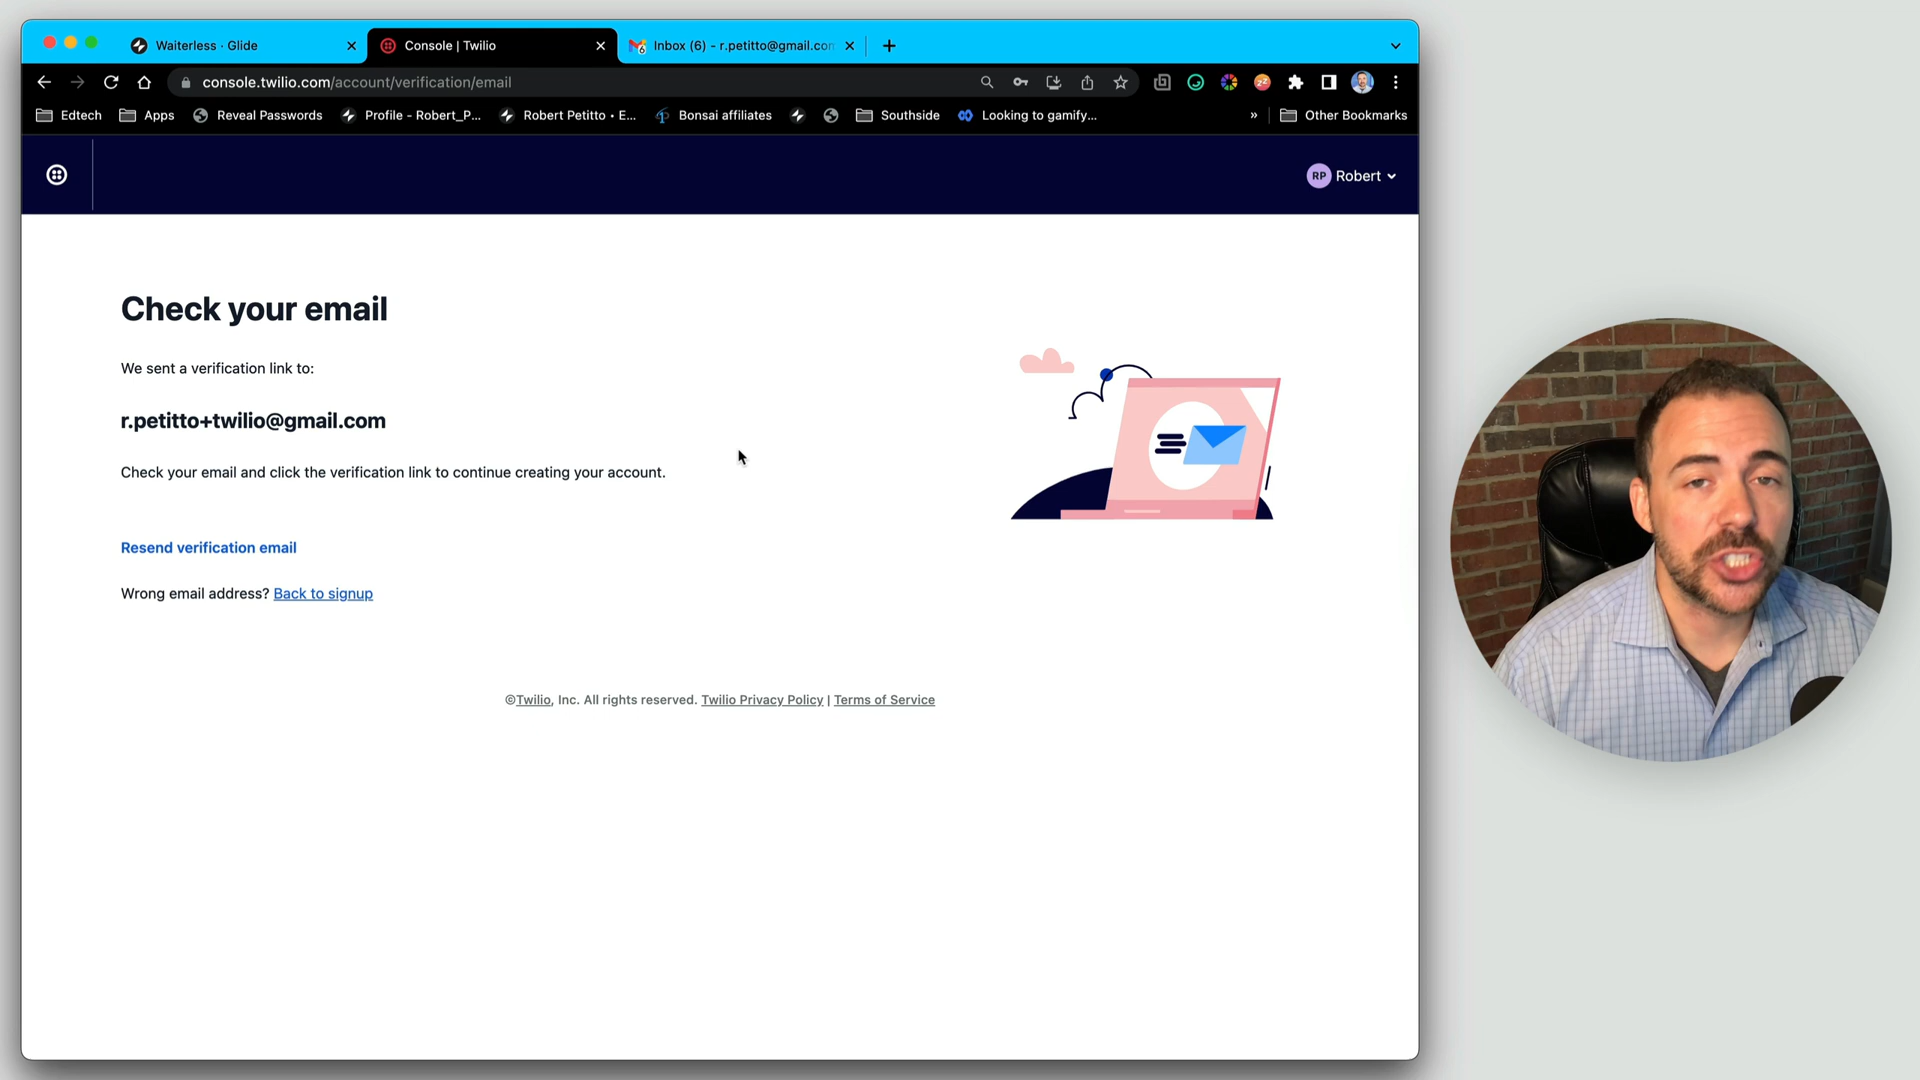 Waiterless · Glide
Console | Twilio
Inbox (6) - r.petitto@gmail.con
console.twilio.com/account/verification/email
Edtech
Apps
Reveal Passwords
Profile - Robert_P...
Robert Petitto • E...
Bonsai affiliates
Southside
Looking to gamify...
»
Other Bookmarks
RP
Robert
Check your email
We sent a verification link to:
r.petitto+twilio@gmail.com
Check your email and click the verification link to continue creating your account.
Resend verification email
Wrong email address? Back to signup
©Twilio, Inc. All rights reserved. Twilio Privacy Policy | Terms of Service